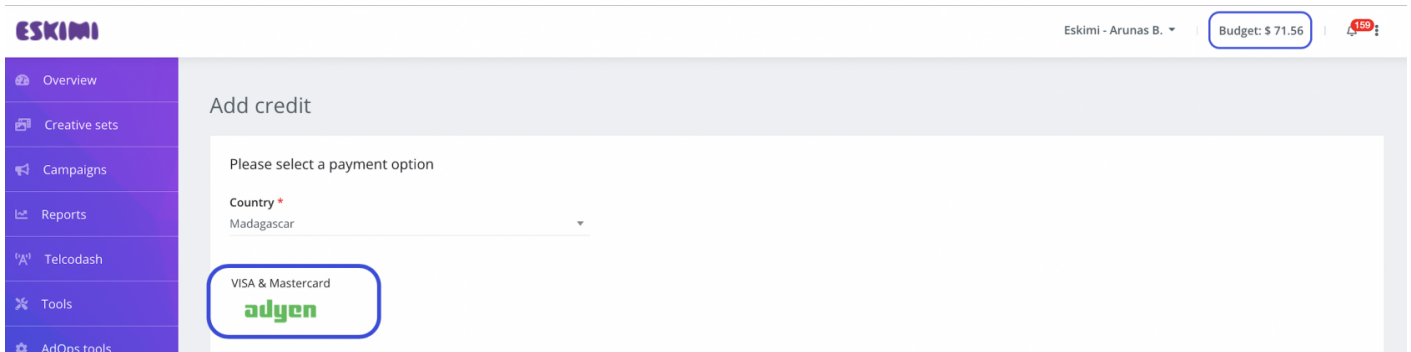 ESKIMI
Eskimi - Arunas B.
Budget: $ 71.56
159
Overview
Creative sets
Campaigns
Reports
Telcodash
Tools
AdOps tools
Add credit
Please select a payment option
Country *
Madagascar
VISA & Mastercard
adyen